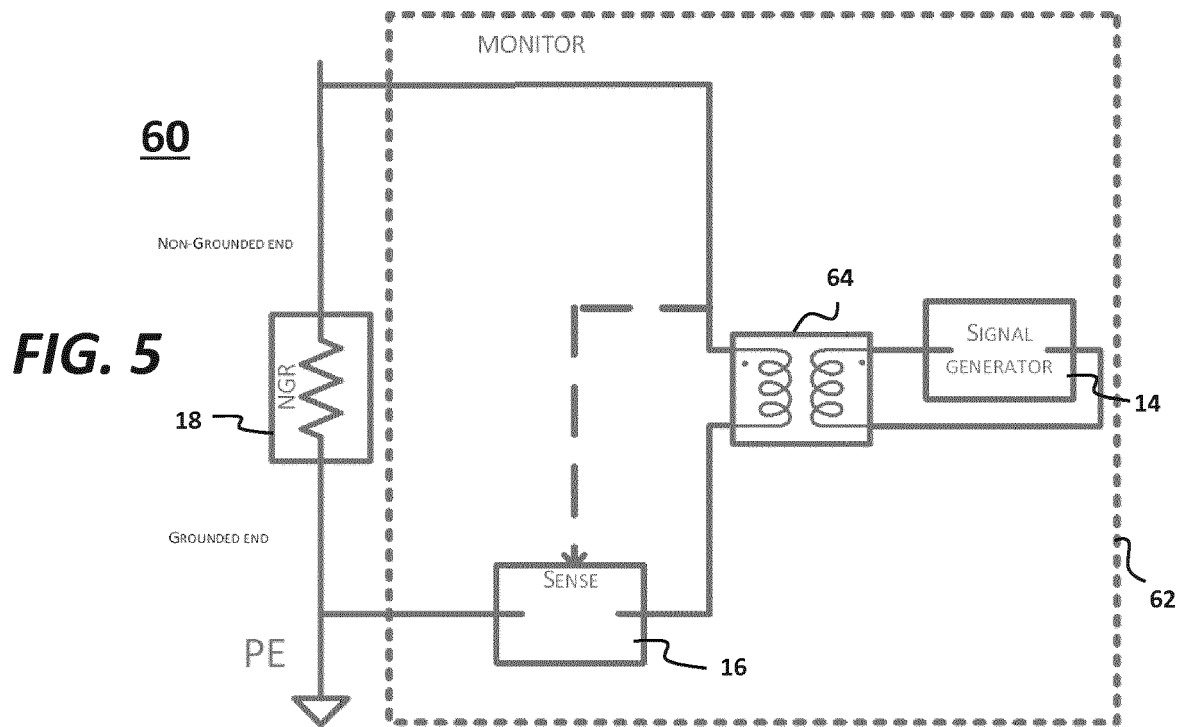 MONITOR
60
NON-GROUNDED END
64
SIGNAL
GENERATOR
FIG. 5
NGR
18
14
GROUNDED END
SENSE
62
PE
16